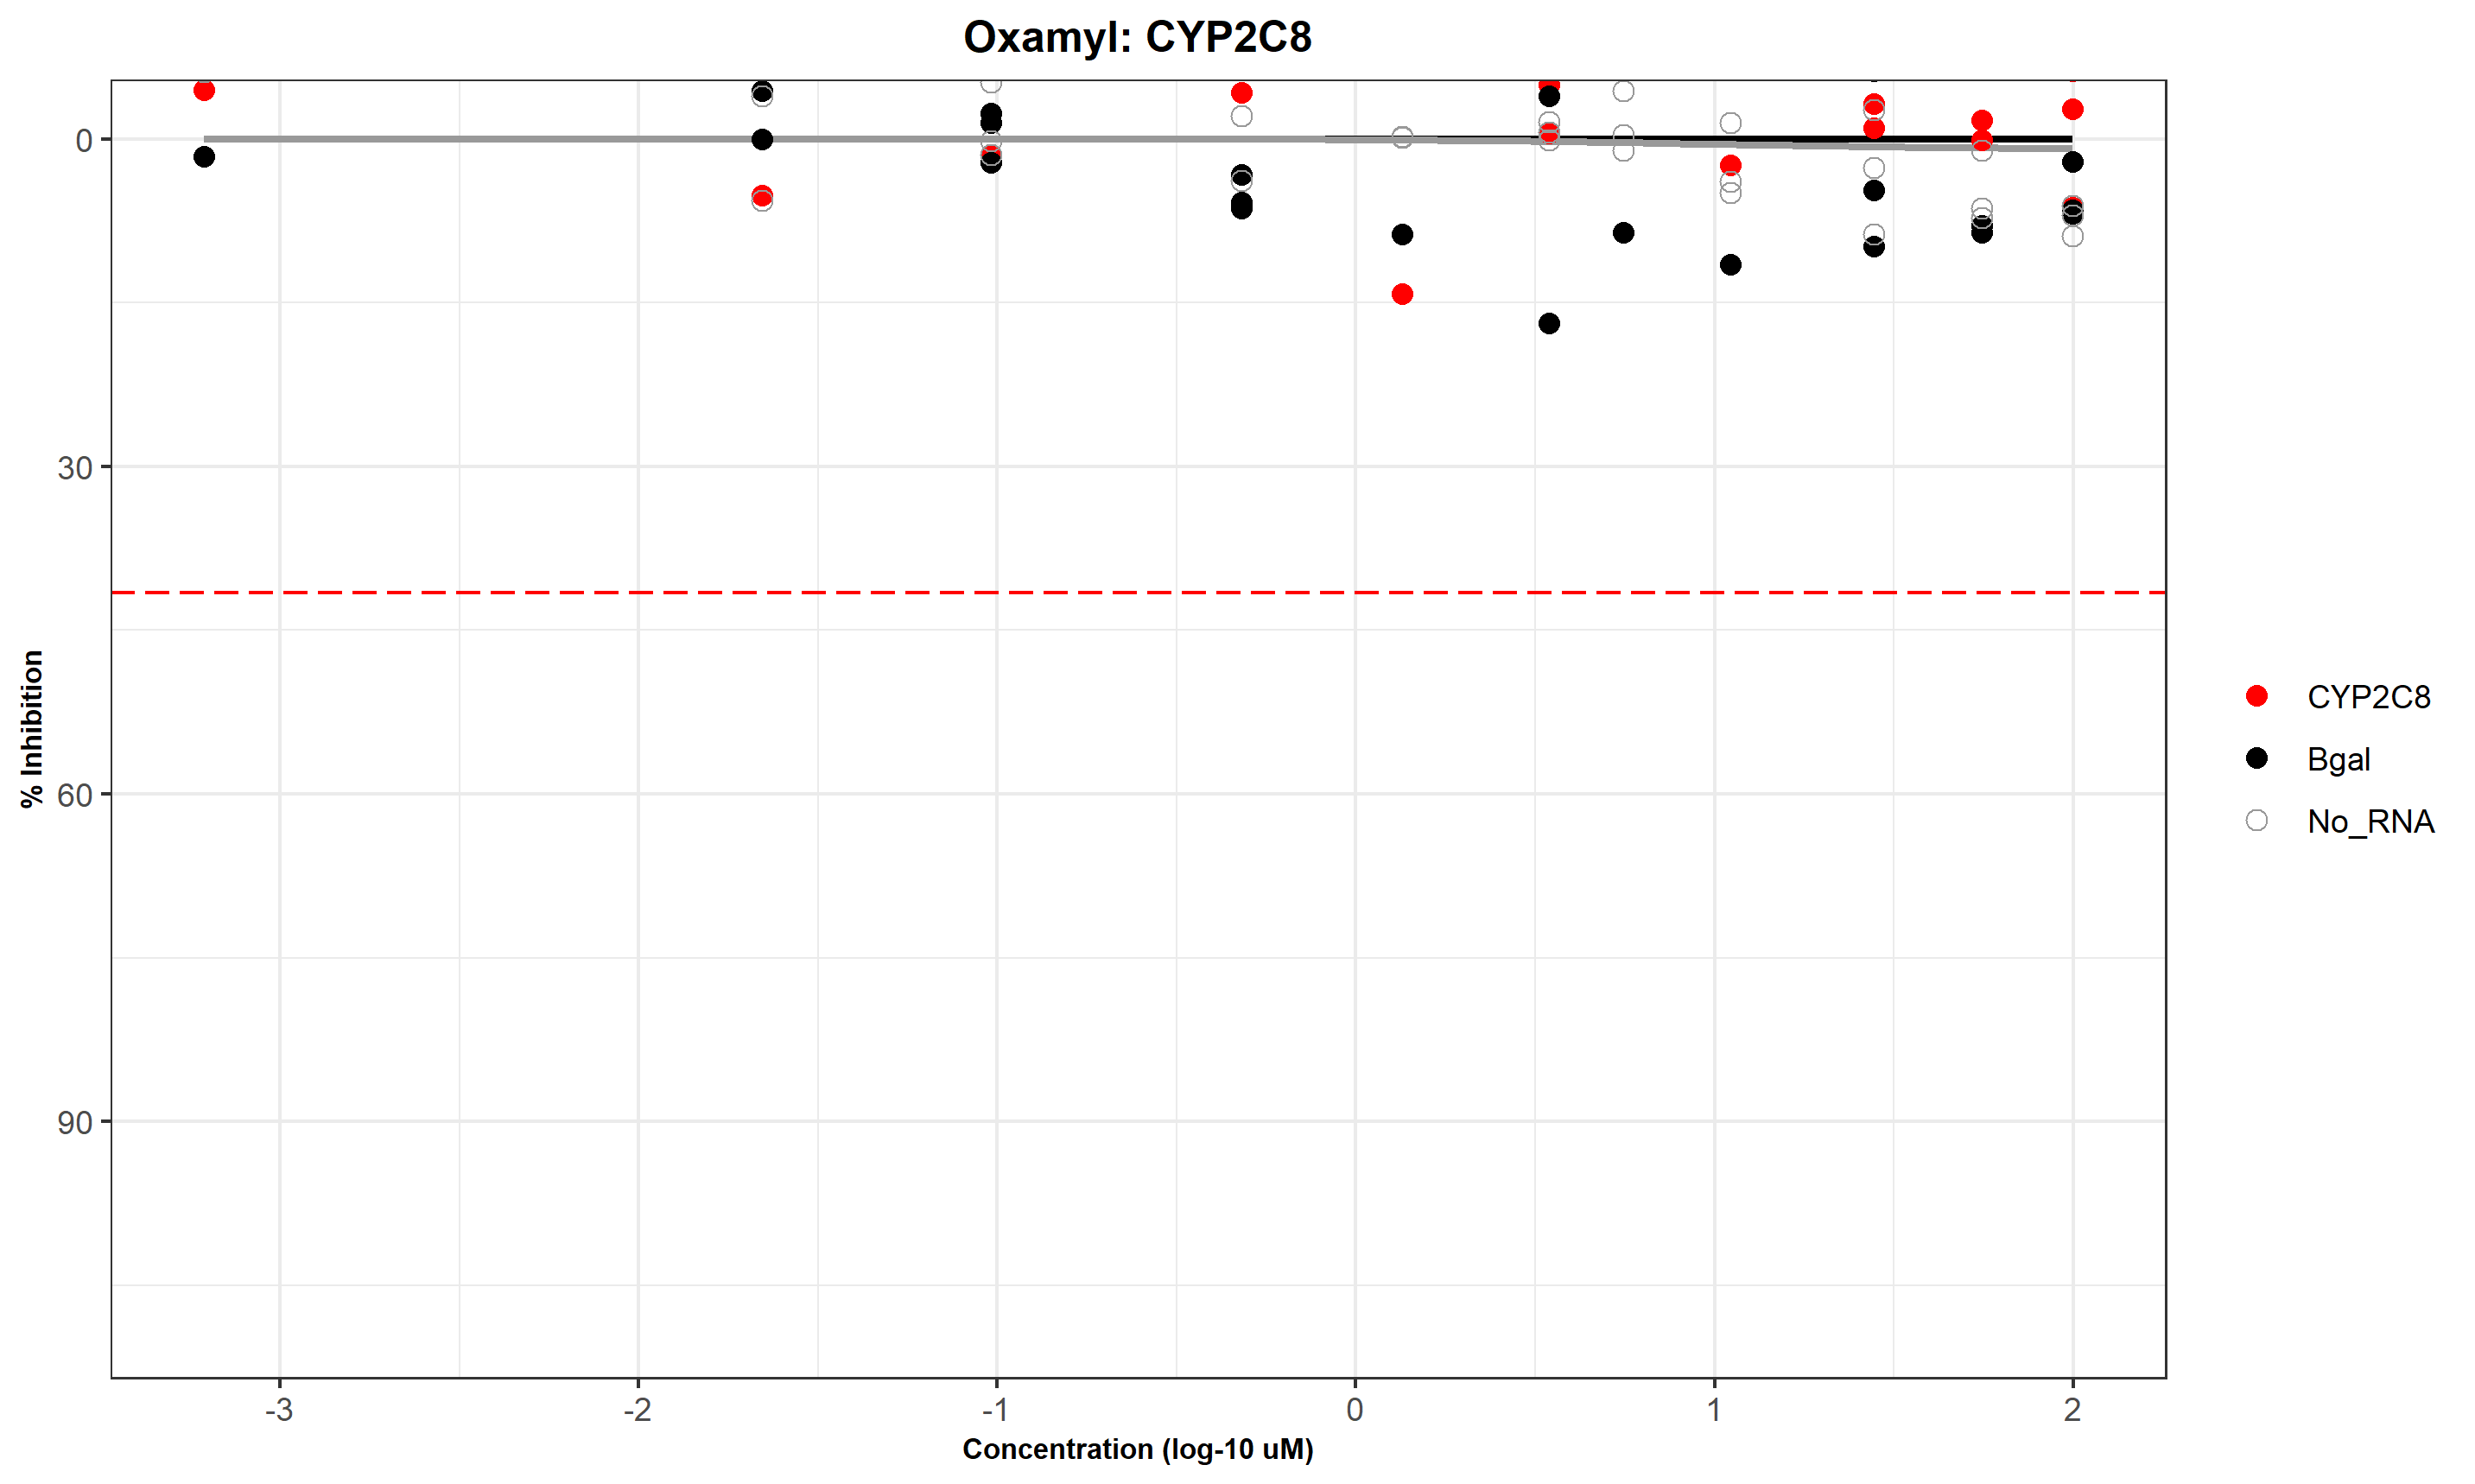 Oxamyl: CYP2C8
0
30
60
90
% Inhibition
-3
-2
-1
0
1
2
Concentration (log-10 uM)
CYP2C8
Bgal
No_RNA